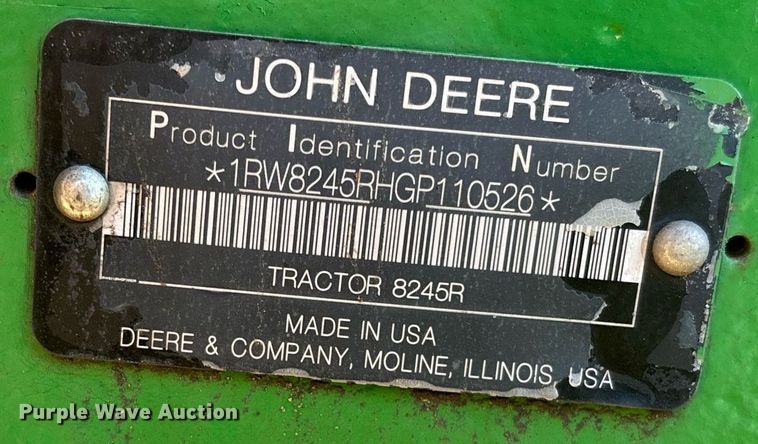 JOHN DEERE
Product Identification Number
*1RW8245RHGP110526*
TRACTOR 8245R
MADE IN USA
DEERE & COMPANY, MOLINE, ILLINOIS, USA
Purple Wave Auction